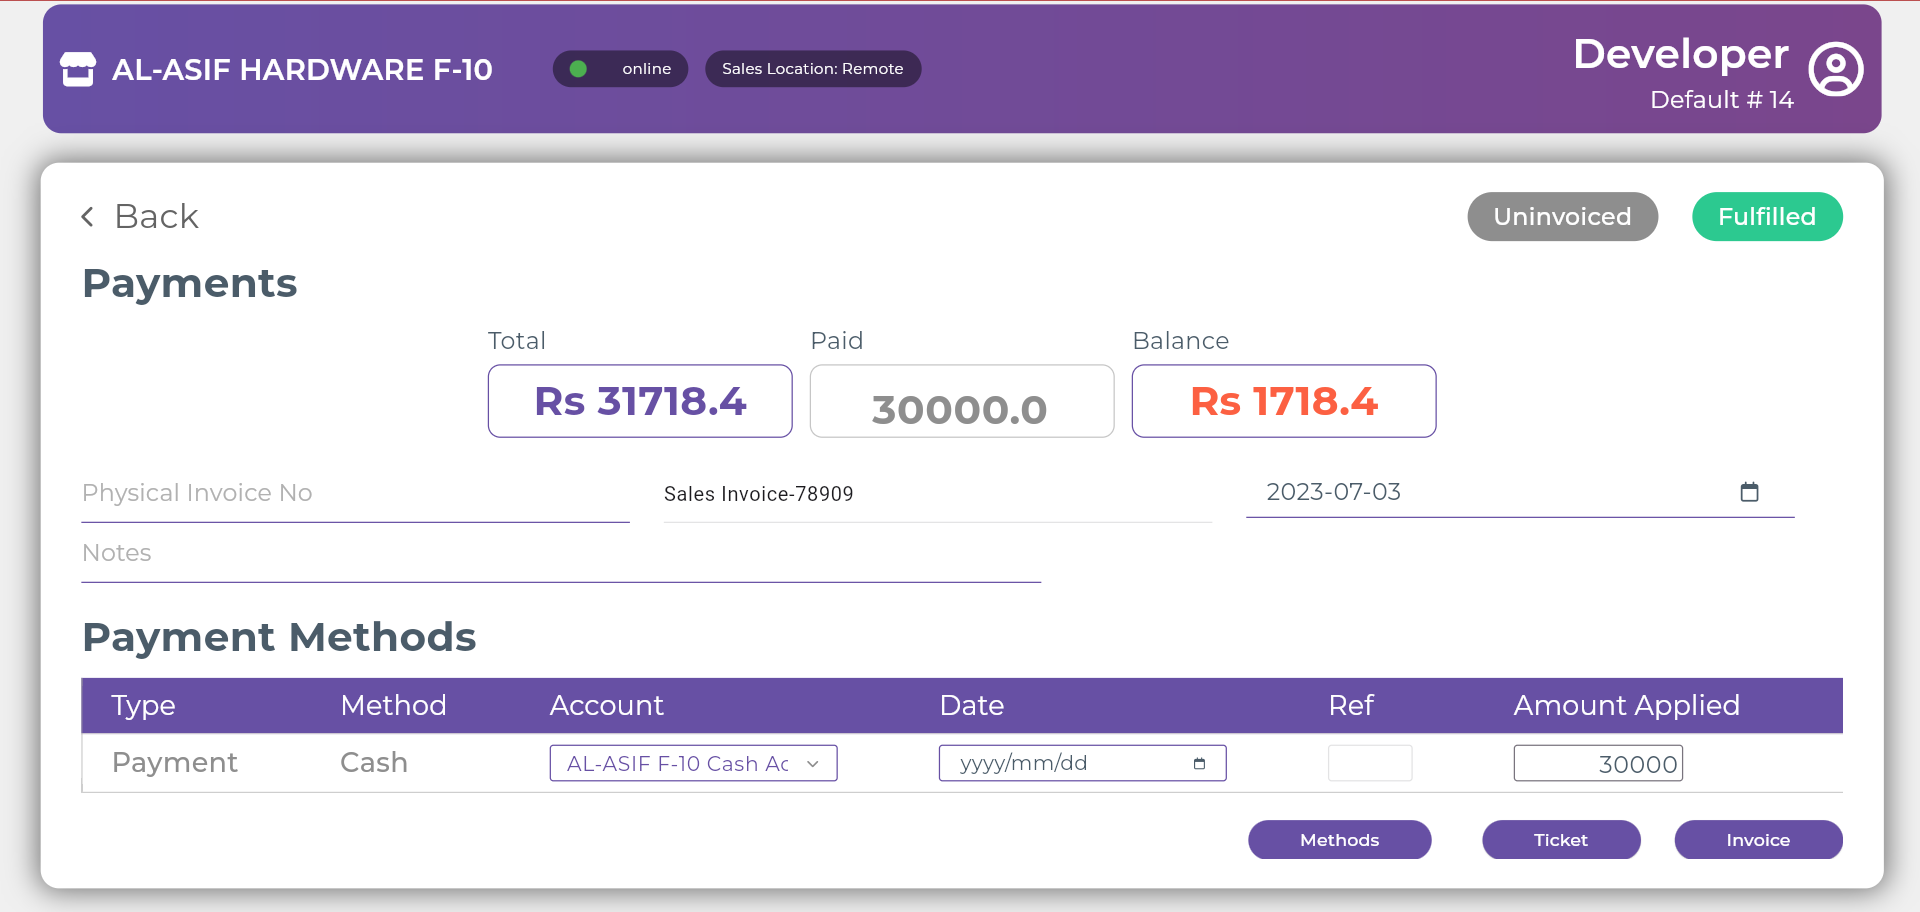 AL-ASIF HARDWARE F-10
online
Sales Location: Remote
Developer
Default # 14
Back
Uninvoiced
Fulfilled
Payments
Total
Paid
Balance
Rs 31718.4
30000.0
Rs 1718.4
Physical Invoice No
Sales Invoice-78909
2023-07-03
Notes
Payment Methods
Type Method Account Date Ref Amount Applied
Payment Cash AL-ASIF F-10 Cash Ac yyyy/mm/dd 30000
Methods
Ticket
Invoice